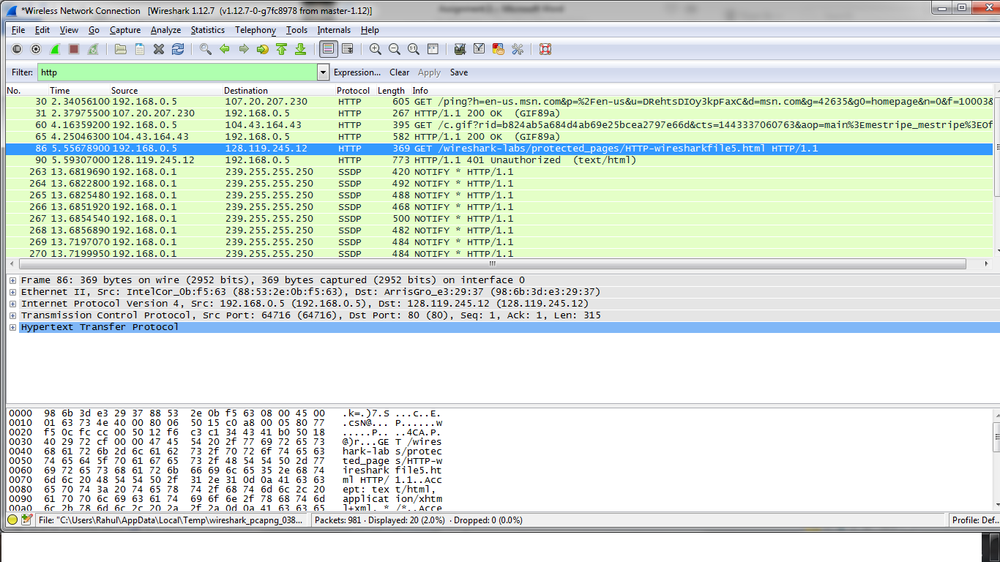 *Wireless Network Connection [Wireshark 1.12.7 (v1.12.7-0-g7fc8978 from master-1.12)]
File Edit View Go Capture Analyze Statistics Telephony Tools Internals Help
Filter: http Expression... Clear Apply Save
No. Time Source Destination Protocol Length Info
30 2.34056100 192.168.0.5 107.20.207.230 HTTP 605 GET /ping?h=en-us.msn.com&p=%2Fen-us&u=DRehtsDIOy3kpFaxC&d=msn.com&g=42635&g0=homepage&n=0&f=10003&
31 2.37975500 107.20.207.230 192.168.0.5 HTTP 267 HTTP/1.1 200 OK (GIF89a)
60 4.16359200 192.168.0.5 104.43.164.43 HTTP 395 GET /c.gif?rid=b824ab5a684d4ab69e25bcea2797e66d&cts=1443337060763&aop=main%3Emestripe_mestripe%3Eof
65 4.25046300 104.43.164.43 192.168.0.5 HTTP 582 HTTP/1.1 200 OK (GIF89a)
86 5.55678900 192.168.0.5 128.119.245.12 HTTP 369 GET /wireshark-labs/protected_pages/HTTP-wiresharkfile5.html HTTP/1.1
90 5.59307000 128.119.245.12 192.168.0.5 HTTP 773 HTTP/1.1 401 Unauthorized (text/html)
263 13.6819690 192.168.0.1 239.255.255.250 SSDP 420 NOTIFY * HTTP/1.1
264 13.6822800 192.168.0.1 239.255.255.250 SSDP 492 NOTIFY * HTTP/1.1
265 13.6825480 192.168.0.1 239.255.255.250 SSDP 488 NOTIFY * HTTP/1.1
266 13.6851920 192.168.0.1 239.255.255.250 SSDP 468 NOTIFY * HTTP/1.1
267 13.6854540 192.168.0.1 239.255.255.250 SSDP 500 NOTIFY * HTTP/1.1
268 13.6856890 192.168.0.1 239.255.255.250 SSDP 482 NOTIFY * HTTP/1.1
269 13.7197070 192.168.0.1 239.255.255.250 SSDP 484 NOTIFY * HTTP/1.1
270 13.7199950 192.168.0.1 239.255.255.250 SSDP 484 NOTIFY * HTTP/1.1
Frame 86: 369 bytes on wire (2952 bits), 369 bytes captured (2952 bits) on interface 0
Ethernet II, Src: IntelCor_0b:f5:63 (88:53:2e:0b:f5:63), Dst: ArrisGro_e3:29:37 (98:6b:3d:e3:29:37)
Internet Protocol Version 4, Src: 192.168.0.5 (192.168.0.5), Dst: 128.119.245.12 (128.119.245.12)
Transmission Control Protocol, Src Port: 64716 (64716), Dst Port: 80 (80), Seq: 1, Ack: 1, Len: 315
Hypertext Transfer Protocol
0000 98 6b 3d e3 29 37 88 53 2e 0b f5 63 08 00 45 00 .k=.)7.S ...c..E.
0010 01 63 73 4e 40 00 80 06 50 15 c0 a8 00 05 80 77 .csN@... P......w
0020 f5 0c fc cc 00 50 12 f6 c3 c1 34 43 41 b0 50 18 .....P.. ..4CA.P.
0030 40 29 72 cf 00 00 47 45 54 20 2f 77 69 72 65 73 @)r...GE T /wires
0040 68 61 72 6b 2d 6c 61 62 73 2f 70 72 6f 74 65 63 hark-lab s/protec
0050 74 65 64 5f 70 61 67 65 73 2f 48 54 54 50 2d 77 ted_page s/HTTP-w
0060 69 72 65 73 68 61 72 6b 66 69 6c 65 35 2e 68 74 ireshark file5.ht
0070 6d 6c 20 48 54 54 50 2f 31 2e 31 0d 0a 41 63 63 ml HTTP/ 1.1..Acc
0080 65 70 74 3a 20 74 65 78 74 2f 68 74 6d 6c 2c 20 ept: tex t/html,
0090 61 70 70 6c 69 63 61 74 69 6f 6e 2f 78 68 74 6d applicat ion/xhtm
00a0 6c 2b 78 6d 6c 2c 20 2a 2f 2a 0d 0a 41 63 63 65 l+xml, * /*..Acce
File: "C:\Users\Rahul\AppData\Local\Temp\wireshark_pcapng_038... Packets: 981 · Displayed: 20 (2.0%) · Dropped: 0 (0.0%) Profile: Def...